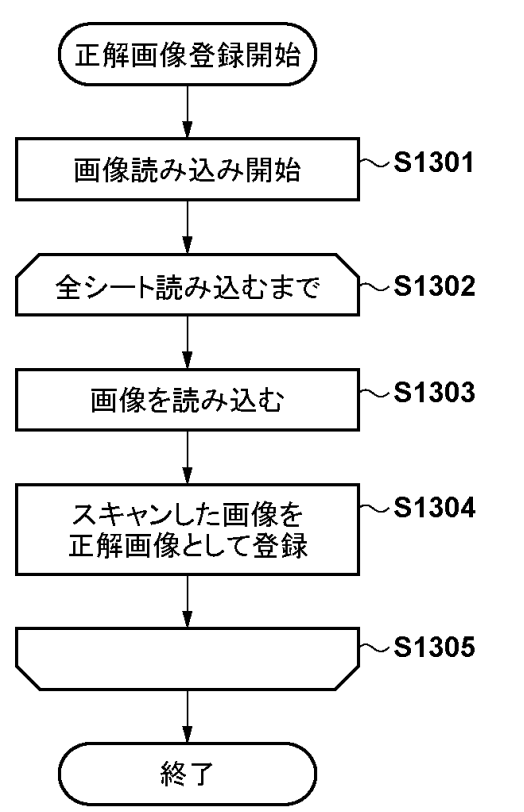 正解画像登録開始
画像読み込み開始
S1301
全シート読み込むまで
S1302
画像を読み込む
S1303
スキャンした画像を
正解画像として登録
S1304
S1305
終了